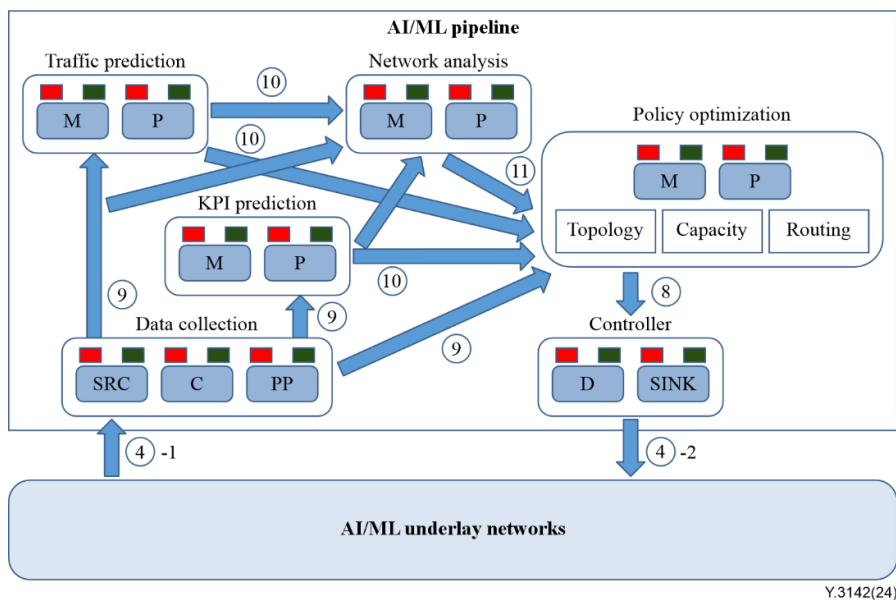 AI/ML pipeline
Traffic prediction
Network analysis
10
M P
M P
10
Policy optimization
M P
11
KPI prediction
Topology Capacity Routing
M P
10
9
9
8
Data collection
9
Controller
SRC C PP
D SINK
4 -1
4 -2
AI/ML underlay networks
Y.3142(24)